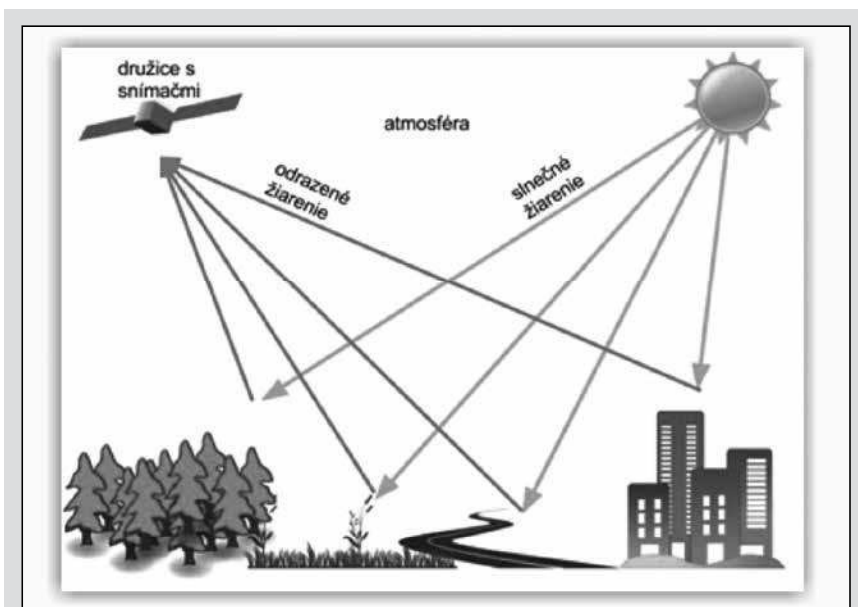 družice s
snímačmi
atmosféra
odrazené
žiarenie
slnečné
žiarenie